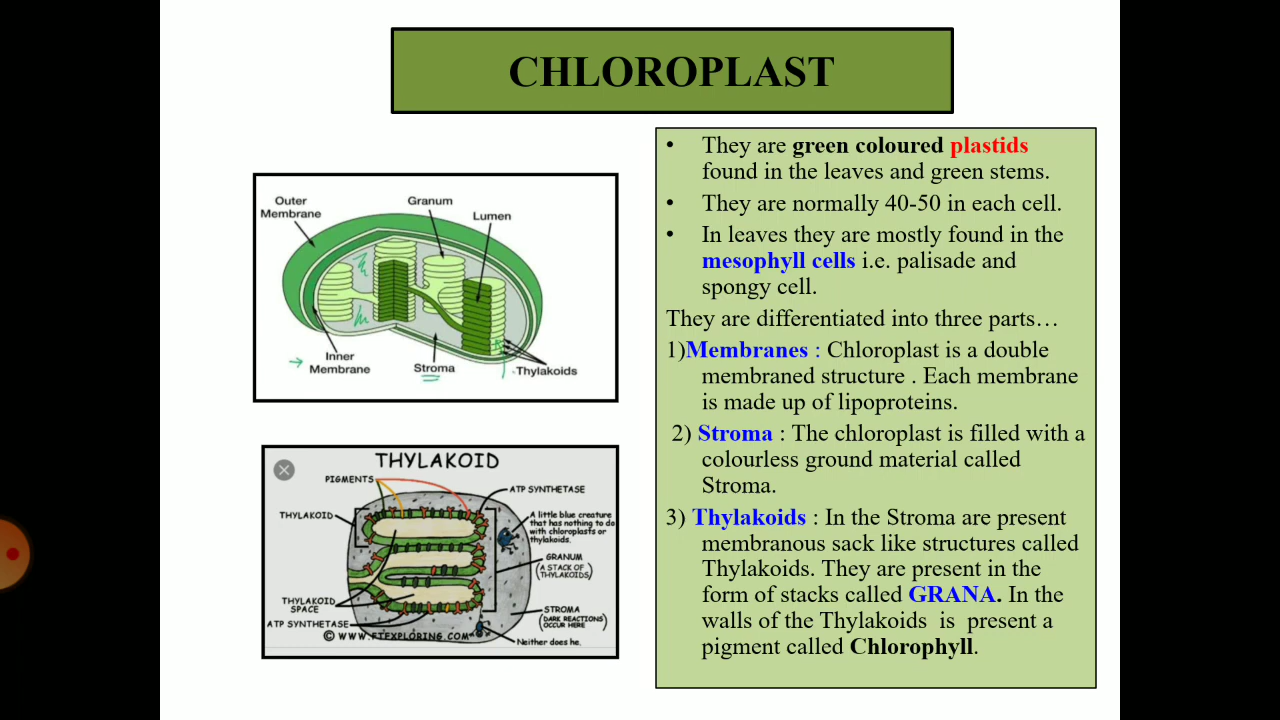 CHLOROPLAST
Outer
Membrane
Granum
Lumen
Inner
Membrane
Stroma
Thylakoids
THYLAKOID
PIGMENTS
ATP SYNTHETASE
THYLAKOID
A little blue creature
that has nothing to do
with chloroplasts or
thylakoids.
GRANUM
(A STACK OF
THYLAKOIDS)
THYLAKOID
SPACE
STROMA
(DARK REACTIONS
OCCUR HERE)
ATP SYNTHETASE
© WWW.FTEXPLORING.COM
Neither does he.
• They are green coloured plastids
found in the leaves and green stems.
• They are normally 40-50 in each cell.
• In leaves they are mostly found in the
mesophyll cells i.e. palisade and
spongy cell.
They are differentiated into three parts…
1)Membranes : Chloroplast is a double
membraned structure . Each membrane
is made up of lipoproteins.
2) Stroma : The chloroplast is filled with a
colourless ground material called
Stroma.
3) Thylakoids : In the Stroma are present
membranous sack like structures called
Thylakoids. They are present in the
form of stacks called GRANA. In the
walls of the Thylakoids is present a
pigment called Chlorophyll.